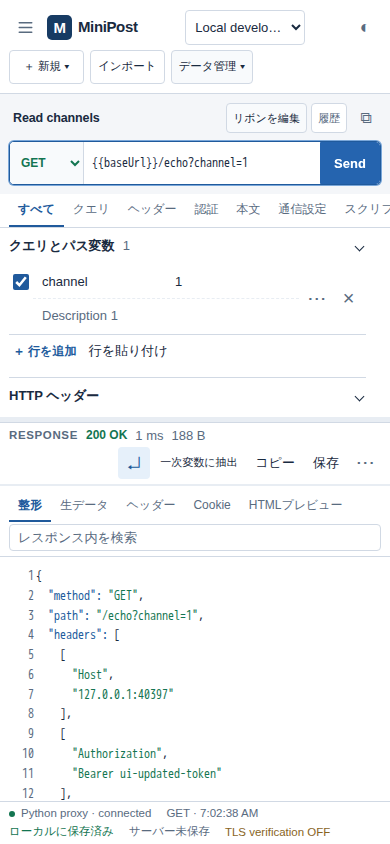 M MiniPost Local develo...
＋ 新規 ▾ インポート データ管理 ▾
Read channels リボンを編集 履歴
GET {{baseUrl}}/echo?channel=1 Send
すべて クエリ ヘッダー 認証 本文 通信設定 スクリプ
クエリとパス変数 1
channel 1
Description 1
+ 行を追加 行を貼り付け
HTTP ヘッダー
RESPONSE 200 OK 1 ms 188 B
一次変数に抽出 コピー 保存 ···
整形 生データ ヘッダー Cookie HTMLプレビュー
レスポンス内を検索
1 {
2 "method": "GET",
3 "path": "/echo?channel=1",
4 "headers": [
5 [
6 "Host",
7 "127.0.0.1:40397"
8 ],
9 [
10 "Authorization",
11 "Bearer ui-updated-token"
12 ],
Python proxy · connected GET · 7:02:38 AM
ローカルに保存済み サーバー未保存 TLS verification OFF